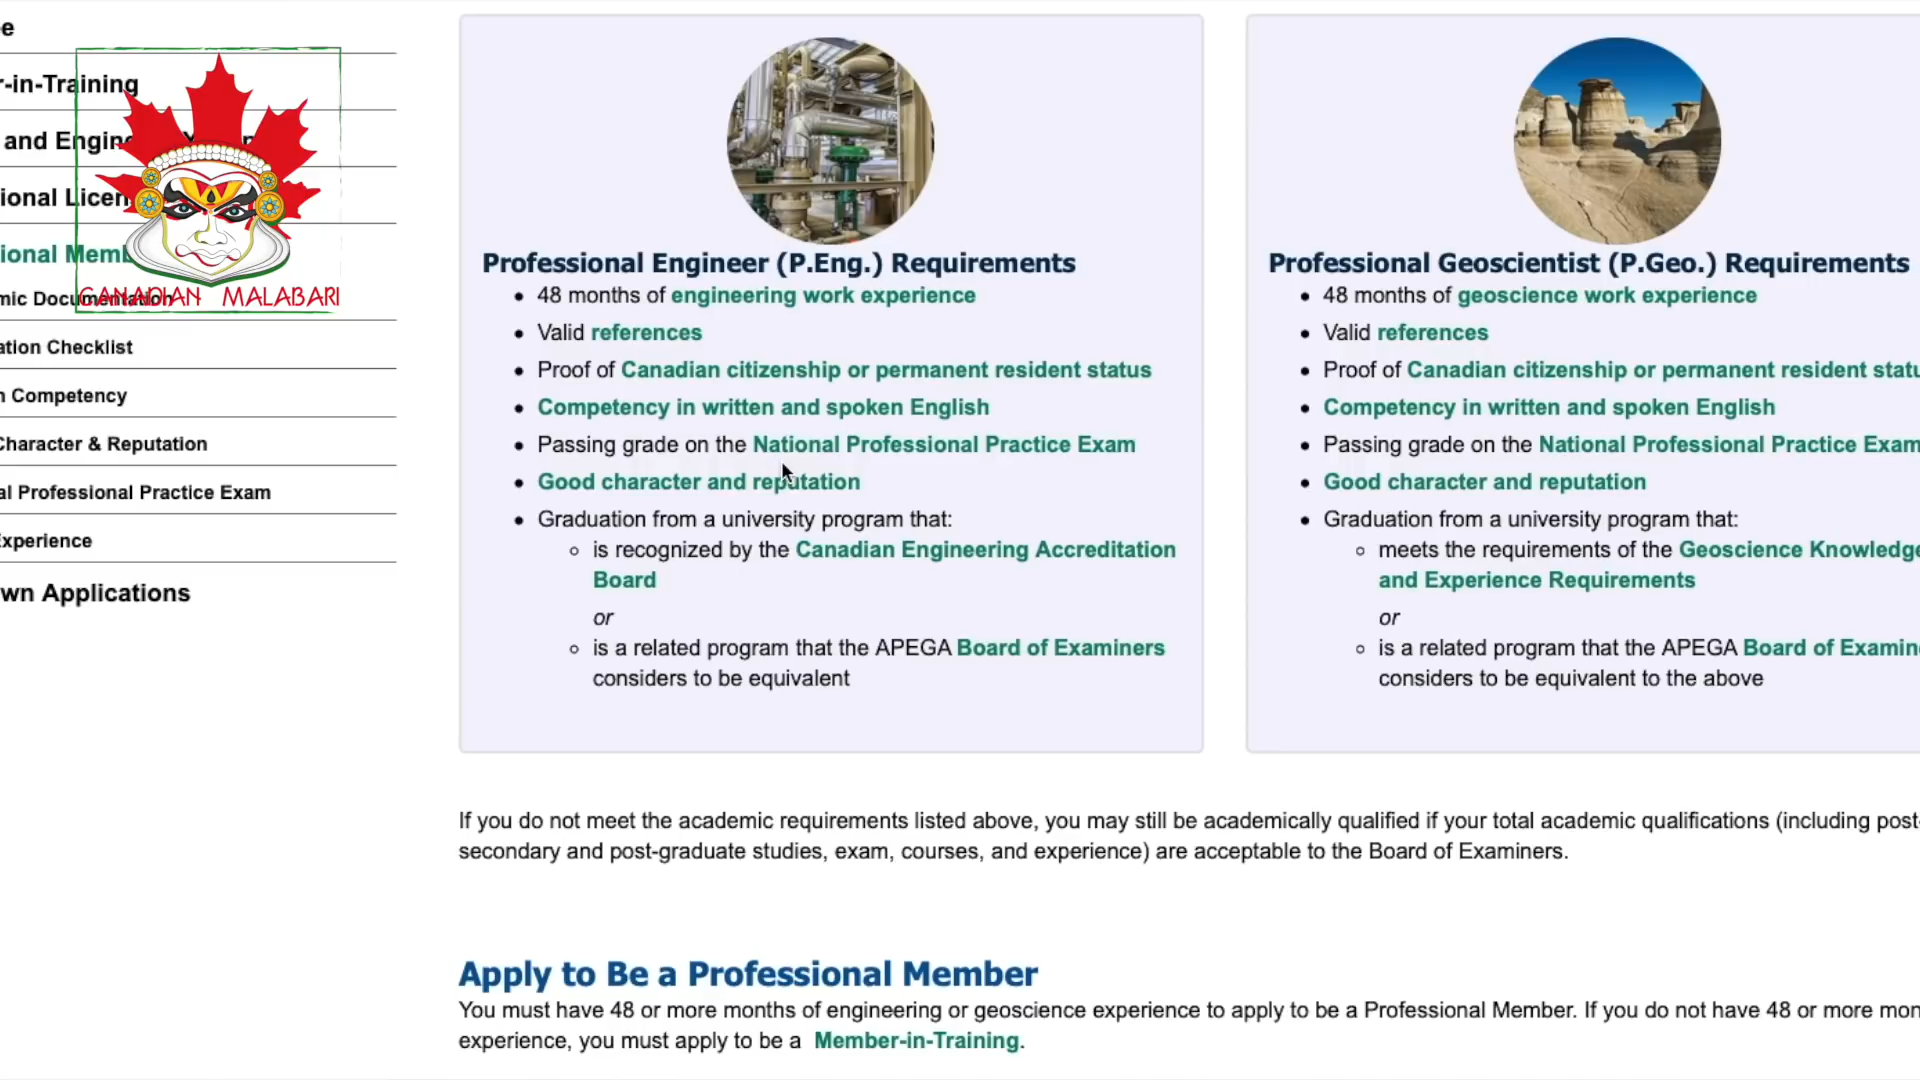 e
r-in-Training
and Engin
ional Licen
ional Memb
mic Documentation
CANADIAN MALABARI
ation Checklist
n Competency
Character & Reputation
al Professional Practice Exam
Experience
wn Applications
Professional Engineer (P.Eng.) Requirements
48 months of engineering work experience
Valid references
Proof of Canadian citizenship or permanent resident status
Competency in written and spoken English
Passing grade on the National Professional Practice Exam
Good character and reputation
Graduation from a university program that:
is recognized by the Canadian Engineering Accreditation
Board
or
is a related program that the APEGA Board of Examiners
considers to be equivalent
Professional Geoscientist (P.Geo.) Requirements
48 months of geoscience work experience
Valid references
Proof of Canadian citizenship or permanent resident statu
Competency in written and spoken English
Passing grade on the National Professional Practice Exam
Good character and reputation
Graduation from a university program that:
meets the requirements of the Geoscience Knowledge
and Experience Requirements
or
is a related program that the APEGA Board of Examin
considers to be equivalent to the above
If you do not meet the academic requirements listed above, you may still be academically qualified if your total academic qualifications (including post-
secondary and post-graduate studies, exam, courses, and experience) are acceptable to the Board of Examiners.
Apply to Be a Professional Member
You must have 48 or more months of engineering or geoscience experience to apply to be a Professional Member. If you do not have 48 or more mon
experience, you must apply to be a Member-in-Training.